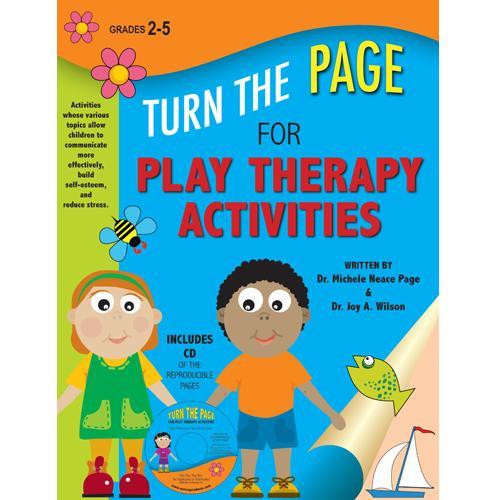 GRADES 2-5
TURN THE PAGE
FOR
PLAY THERAPY
ACTIVITIES
Activities
whose various
topics allow
children to
communicate
more
effectively,
build
self-esteem,
and
reduce stress.
WRITTEN BY
Dr. Michele Neace Page
&
Dr. Joy A. Wilson
INCLUDES
CD
OF THE
REPRODUCIBLE
PAGES
TURN THE PAGE
FOR PLAY THERAPY ACTIVITIES